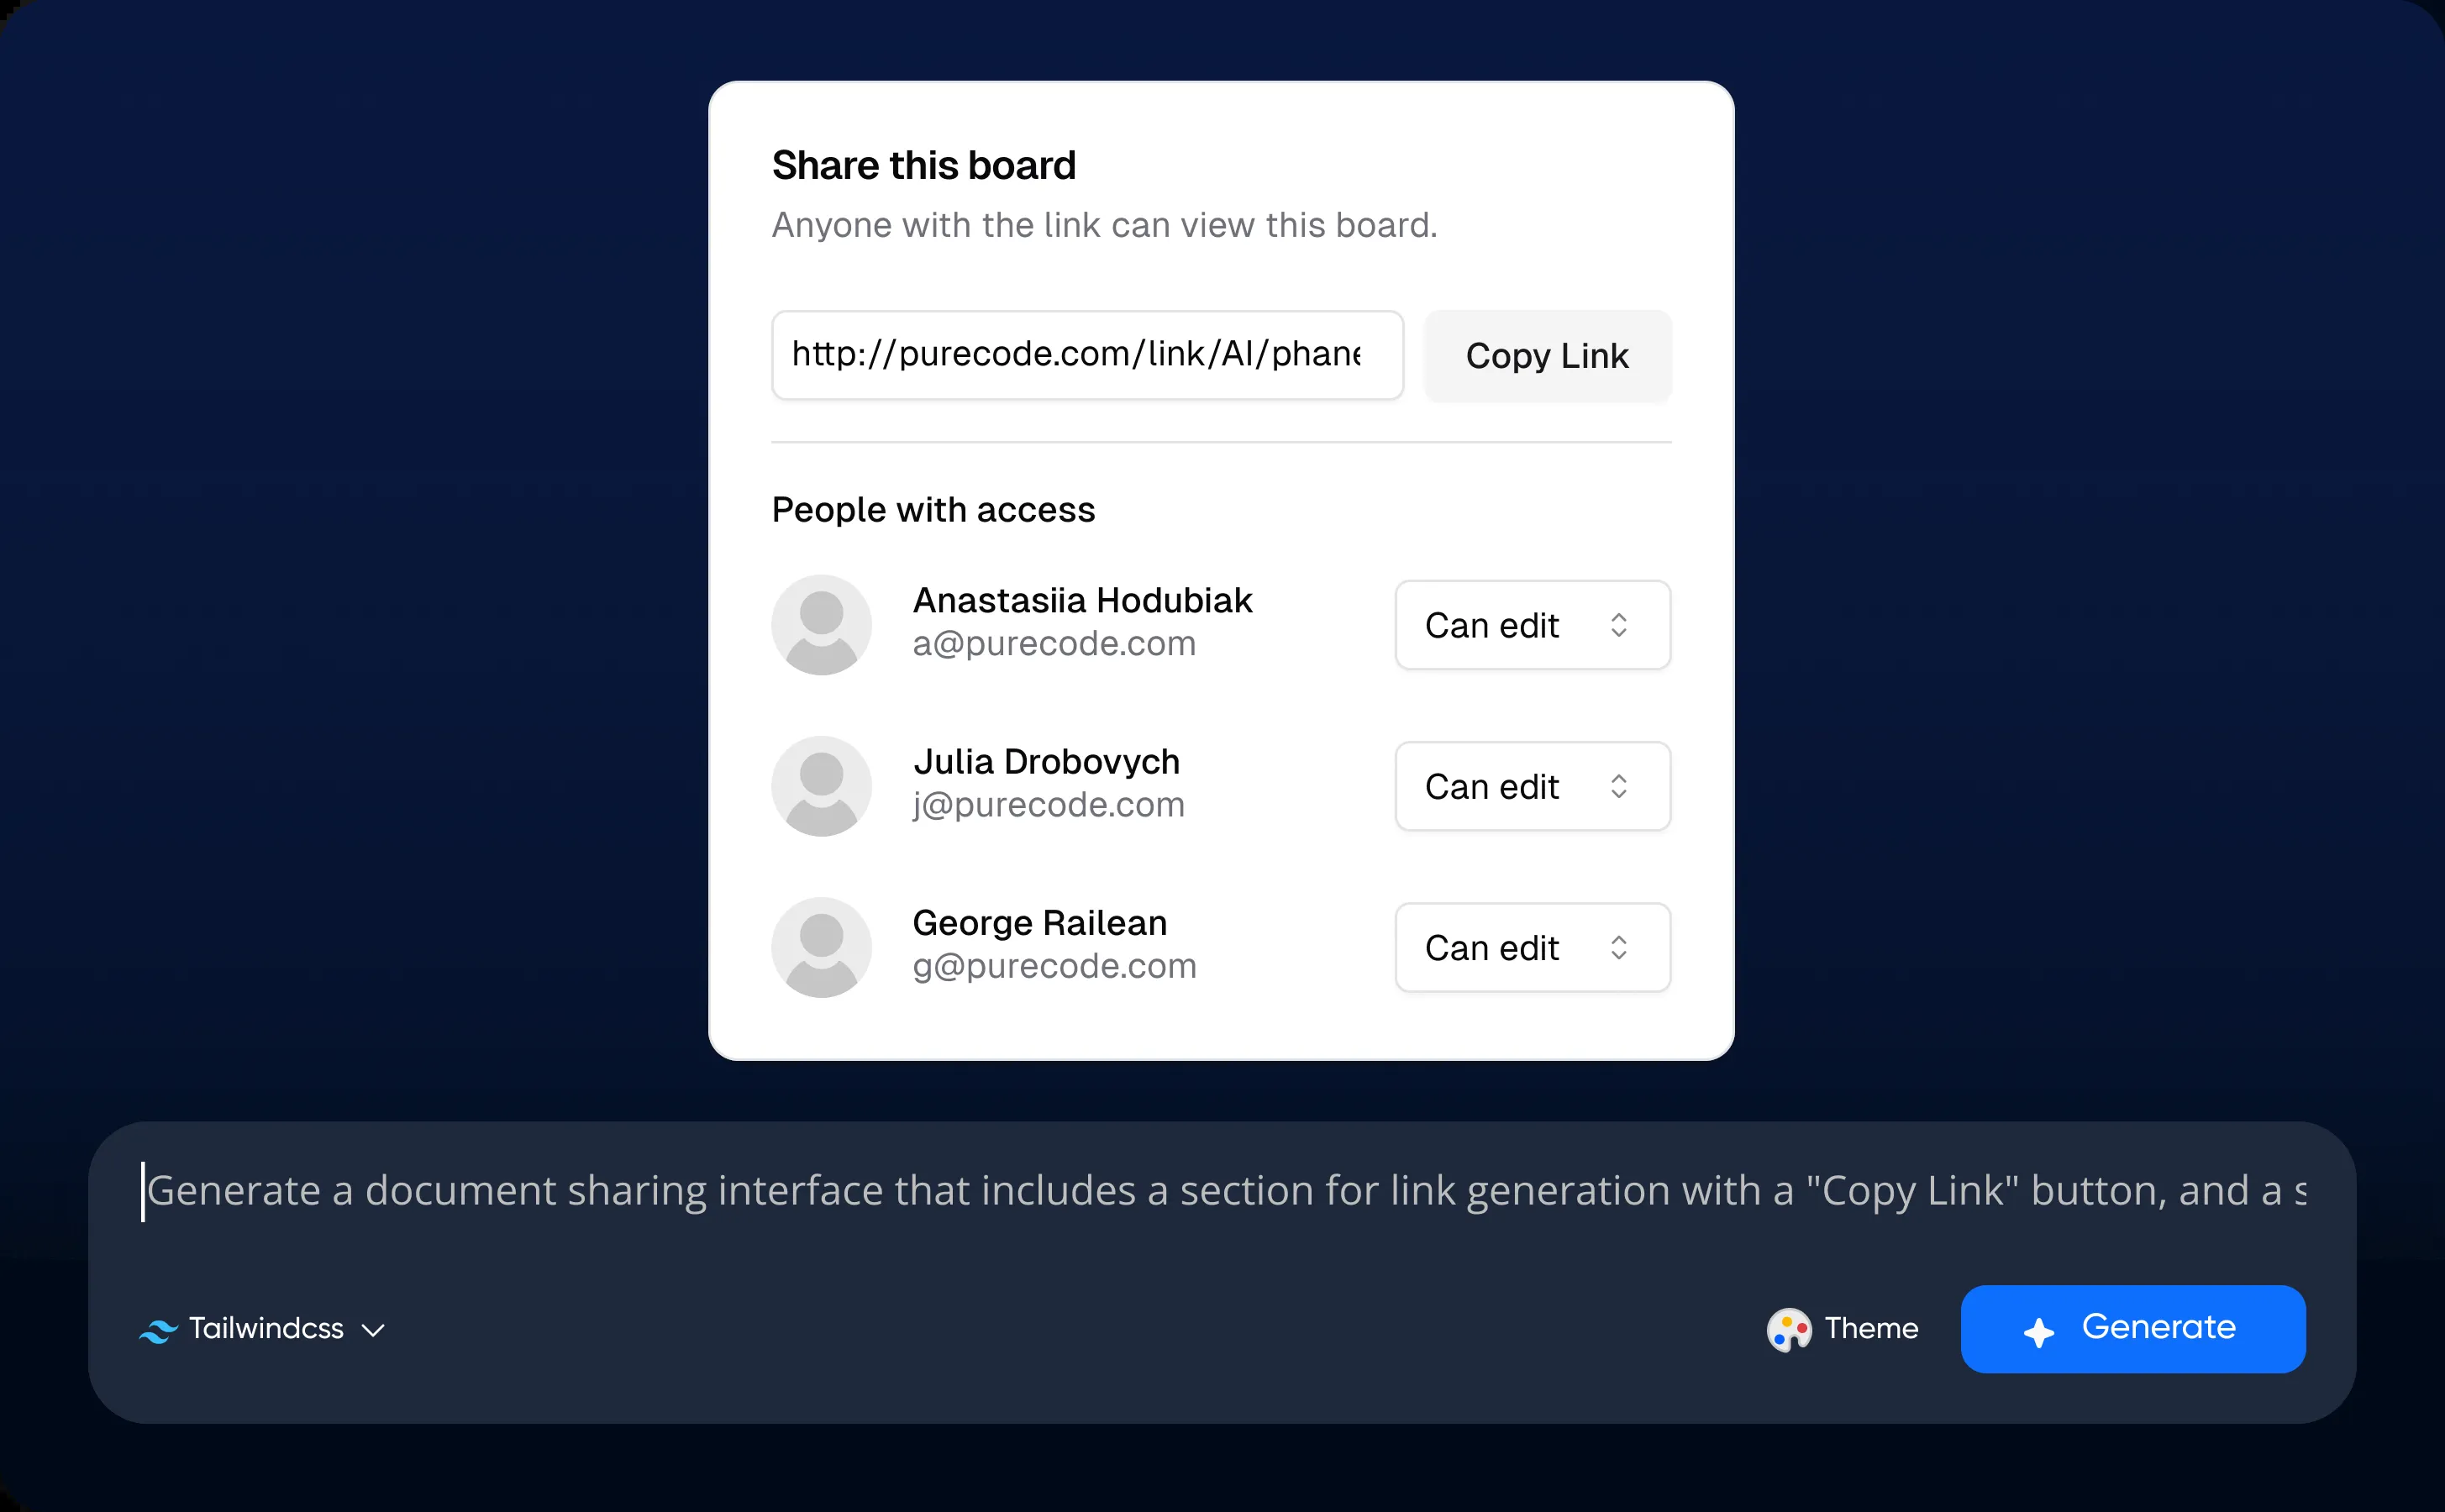 Share this board
Anyone with the link can view this board.
http://purecode.com/link/AI/phane
Copy Link
People with access
Anastasiia Hodubiak
a@purecode.com
Can edit
Julia Drobovych
j@purecode.com
Can edit
George Railean
g@purecode.com
Can edit
Generate a document sharing interface that includes a section for link generation with a "Copy Link" button, and a s
Tailwindcss
Theme
Generate